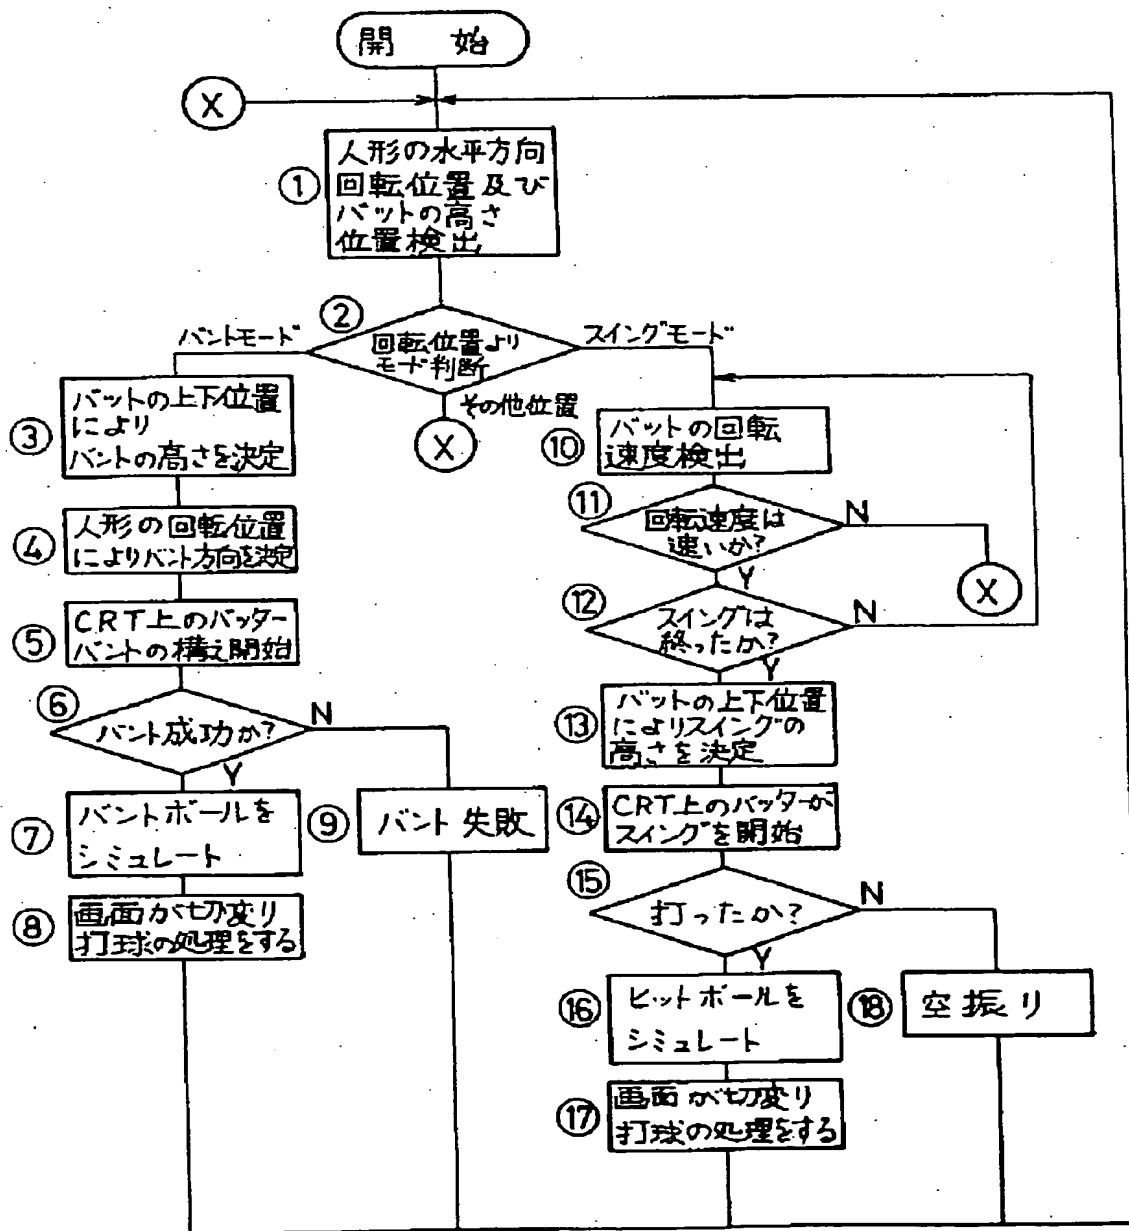 開 始
X
①
人形の水平方向
回転位置及び
バットの高さ
位置検出
②
回転位置より
モード判断
バントモード
スイングモード
その他位置
X
③
バットの上下位置
により
バントの高さを決定
④
人形の回転位置
によりバント方向を決定
⑤
CRT上のバッター
バントの構え開始
⑥
バント成功か?
N
Y
⑦
バントボールを
シミュレート
⑧
画面が切変り
打球の処理をする
⑨
バント失敗
⑩
バットの回転
速度検出
⑪
回転速度は
速いか?
N
X
Y
⑫
スイングは
終ったか?
N
Y
⑬
バットの上下位置
によりスイングの
高さを決定
⑭
CRT上のバッターが
スイングを開始
⑮
打ったか?
N
Y
⑯
ヒットボールを
シミュレート
⑰
画面が切変り
打球の処理をする
⑱
空振り